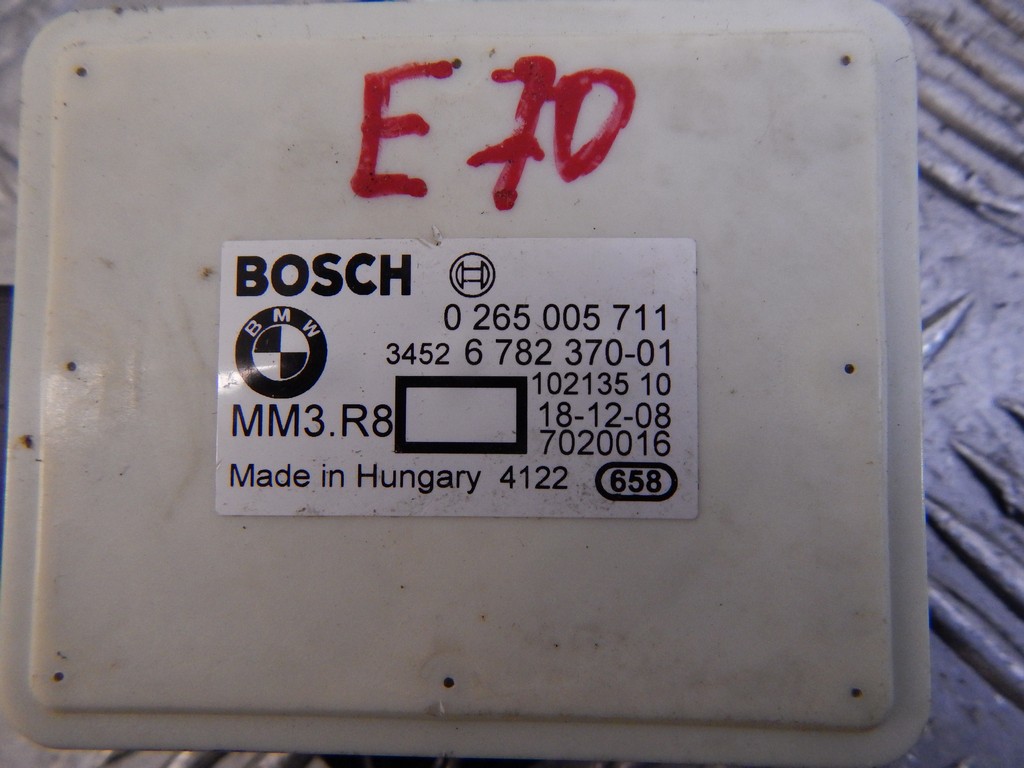 E70
BOSCH
0 265 005 711
BMW
3452 6 782 370-01
102135 10
MM3.R8
18-12-08
7020016
Made in Hungary 4122 658